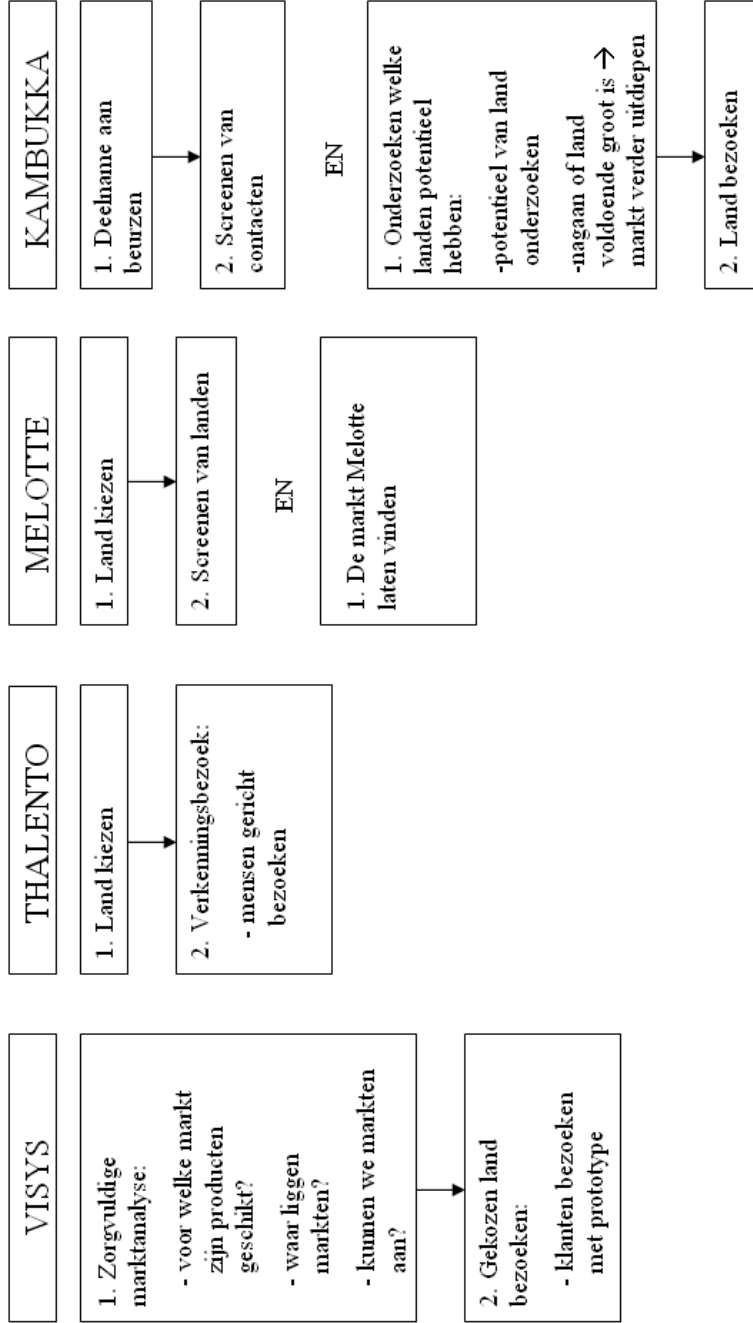 VISYS
1. Zorgvuldige
marktanalyse:
- voor welke markt
zijn producten
geschikt?
- waar liggen
markten?
- kunnen we markten
aan?
2. Gekozen land
bezoeken:
- klanten bezoeken
met prototype
THALENTO
1. Land kiezen
2. Verkenningsbezoek:
- mensen gericht
bezoeken
MELOTTE
1. Land kiezen
2. Screenen van landen
EN
1. De markt Melotte
laten vinden
KAMBUKKA
1. Deelname aan
beurzen
2. Screenen van
contacten
EN
1. Onderzoeken welke
landen potentieel
hebben:
-potentieel van land
onderzoeken
-nagaan of land
voldoende groot is →
markt verder uitdiepen
2. Land bezoeken